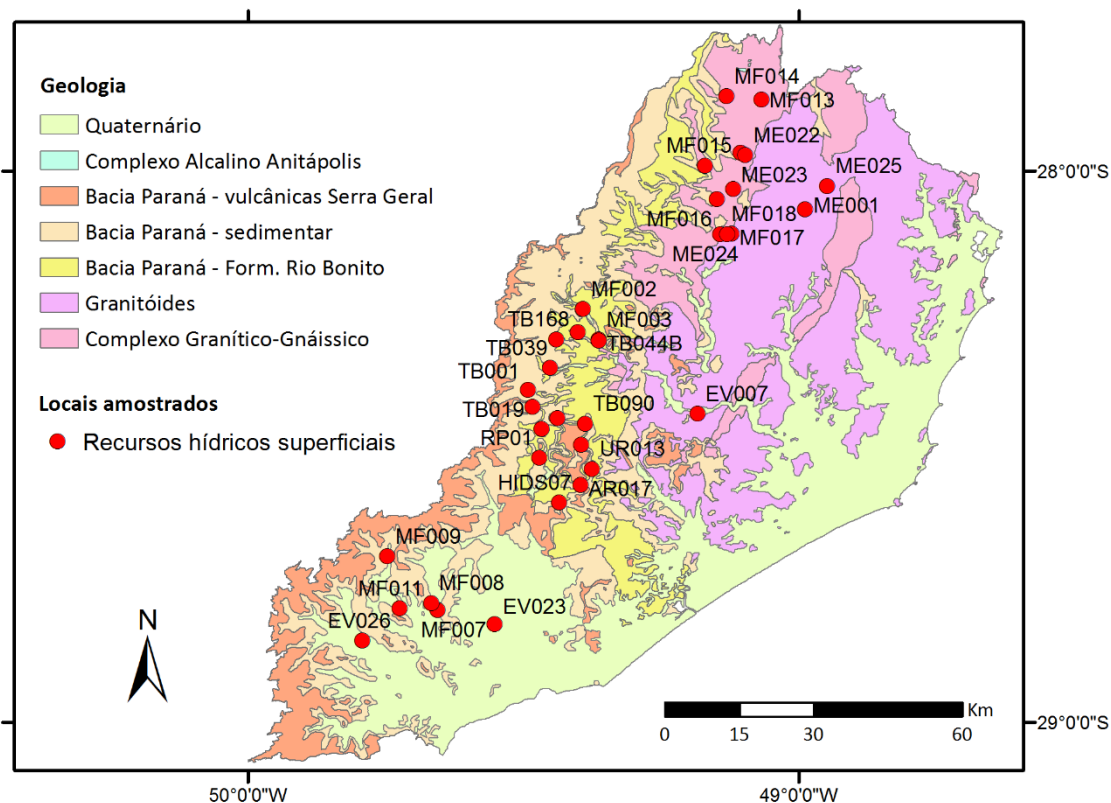 Geologia
Quaternário
Complexo Alcalino Anitápolis
Bacia Paraná - vulcânicas Serra Geral
Bacia Paraná - sedimentar
Bacia Paraná - Form. Rio Bonito
Granitóides
Complexo Granítico-Gnáissico
Locais amostrados
Recursos hídricos superficiais
MF014
MF013
ME022
MF015
ME023
ME025
ME001
MF016
MF018
MF017
ME024
MF002
TB168
MF003
TB039
TB044B
TB001
TB019
TB090
EV007
RP01
UR013
HIDS07
AR017
MF009
MF008
MF011
EV023
EV026
MF007
N
Km
0
15
30
60
28°0'0"S
29°0'0"S
50°0'0"W
49°0'0"W